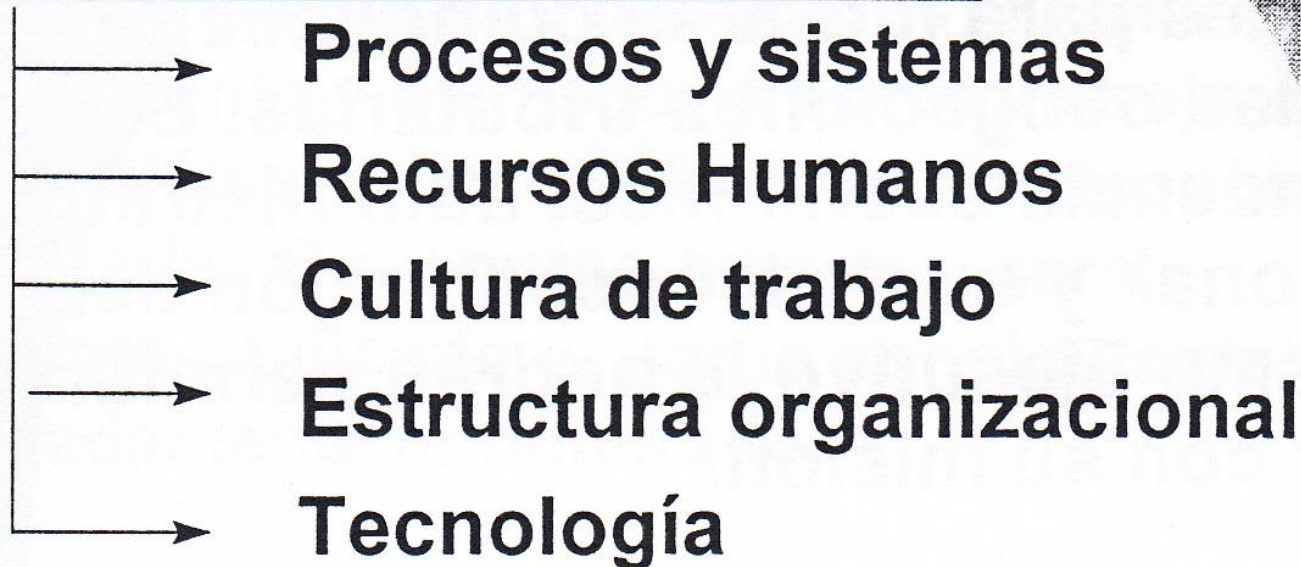 Procesos y sistemas
Recursos Humanos
Cultura de trabajo
Estructura organizacional
Tecnología